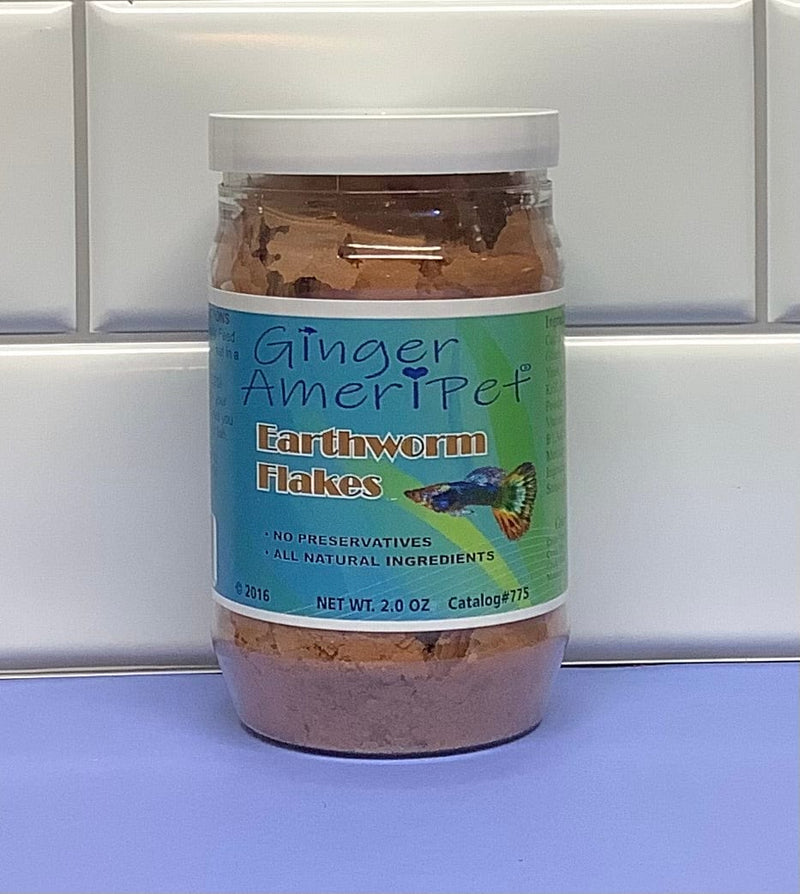 Ginger
AmeriPet®
Earthworm
Flakes
• NO PRESERVATIVES
• ALL NATURAL INGREDIENTS
© 2016
NET WT. 2.0 OZ
Catalog#775